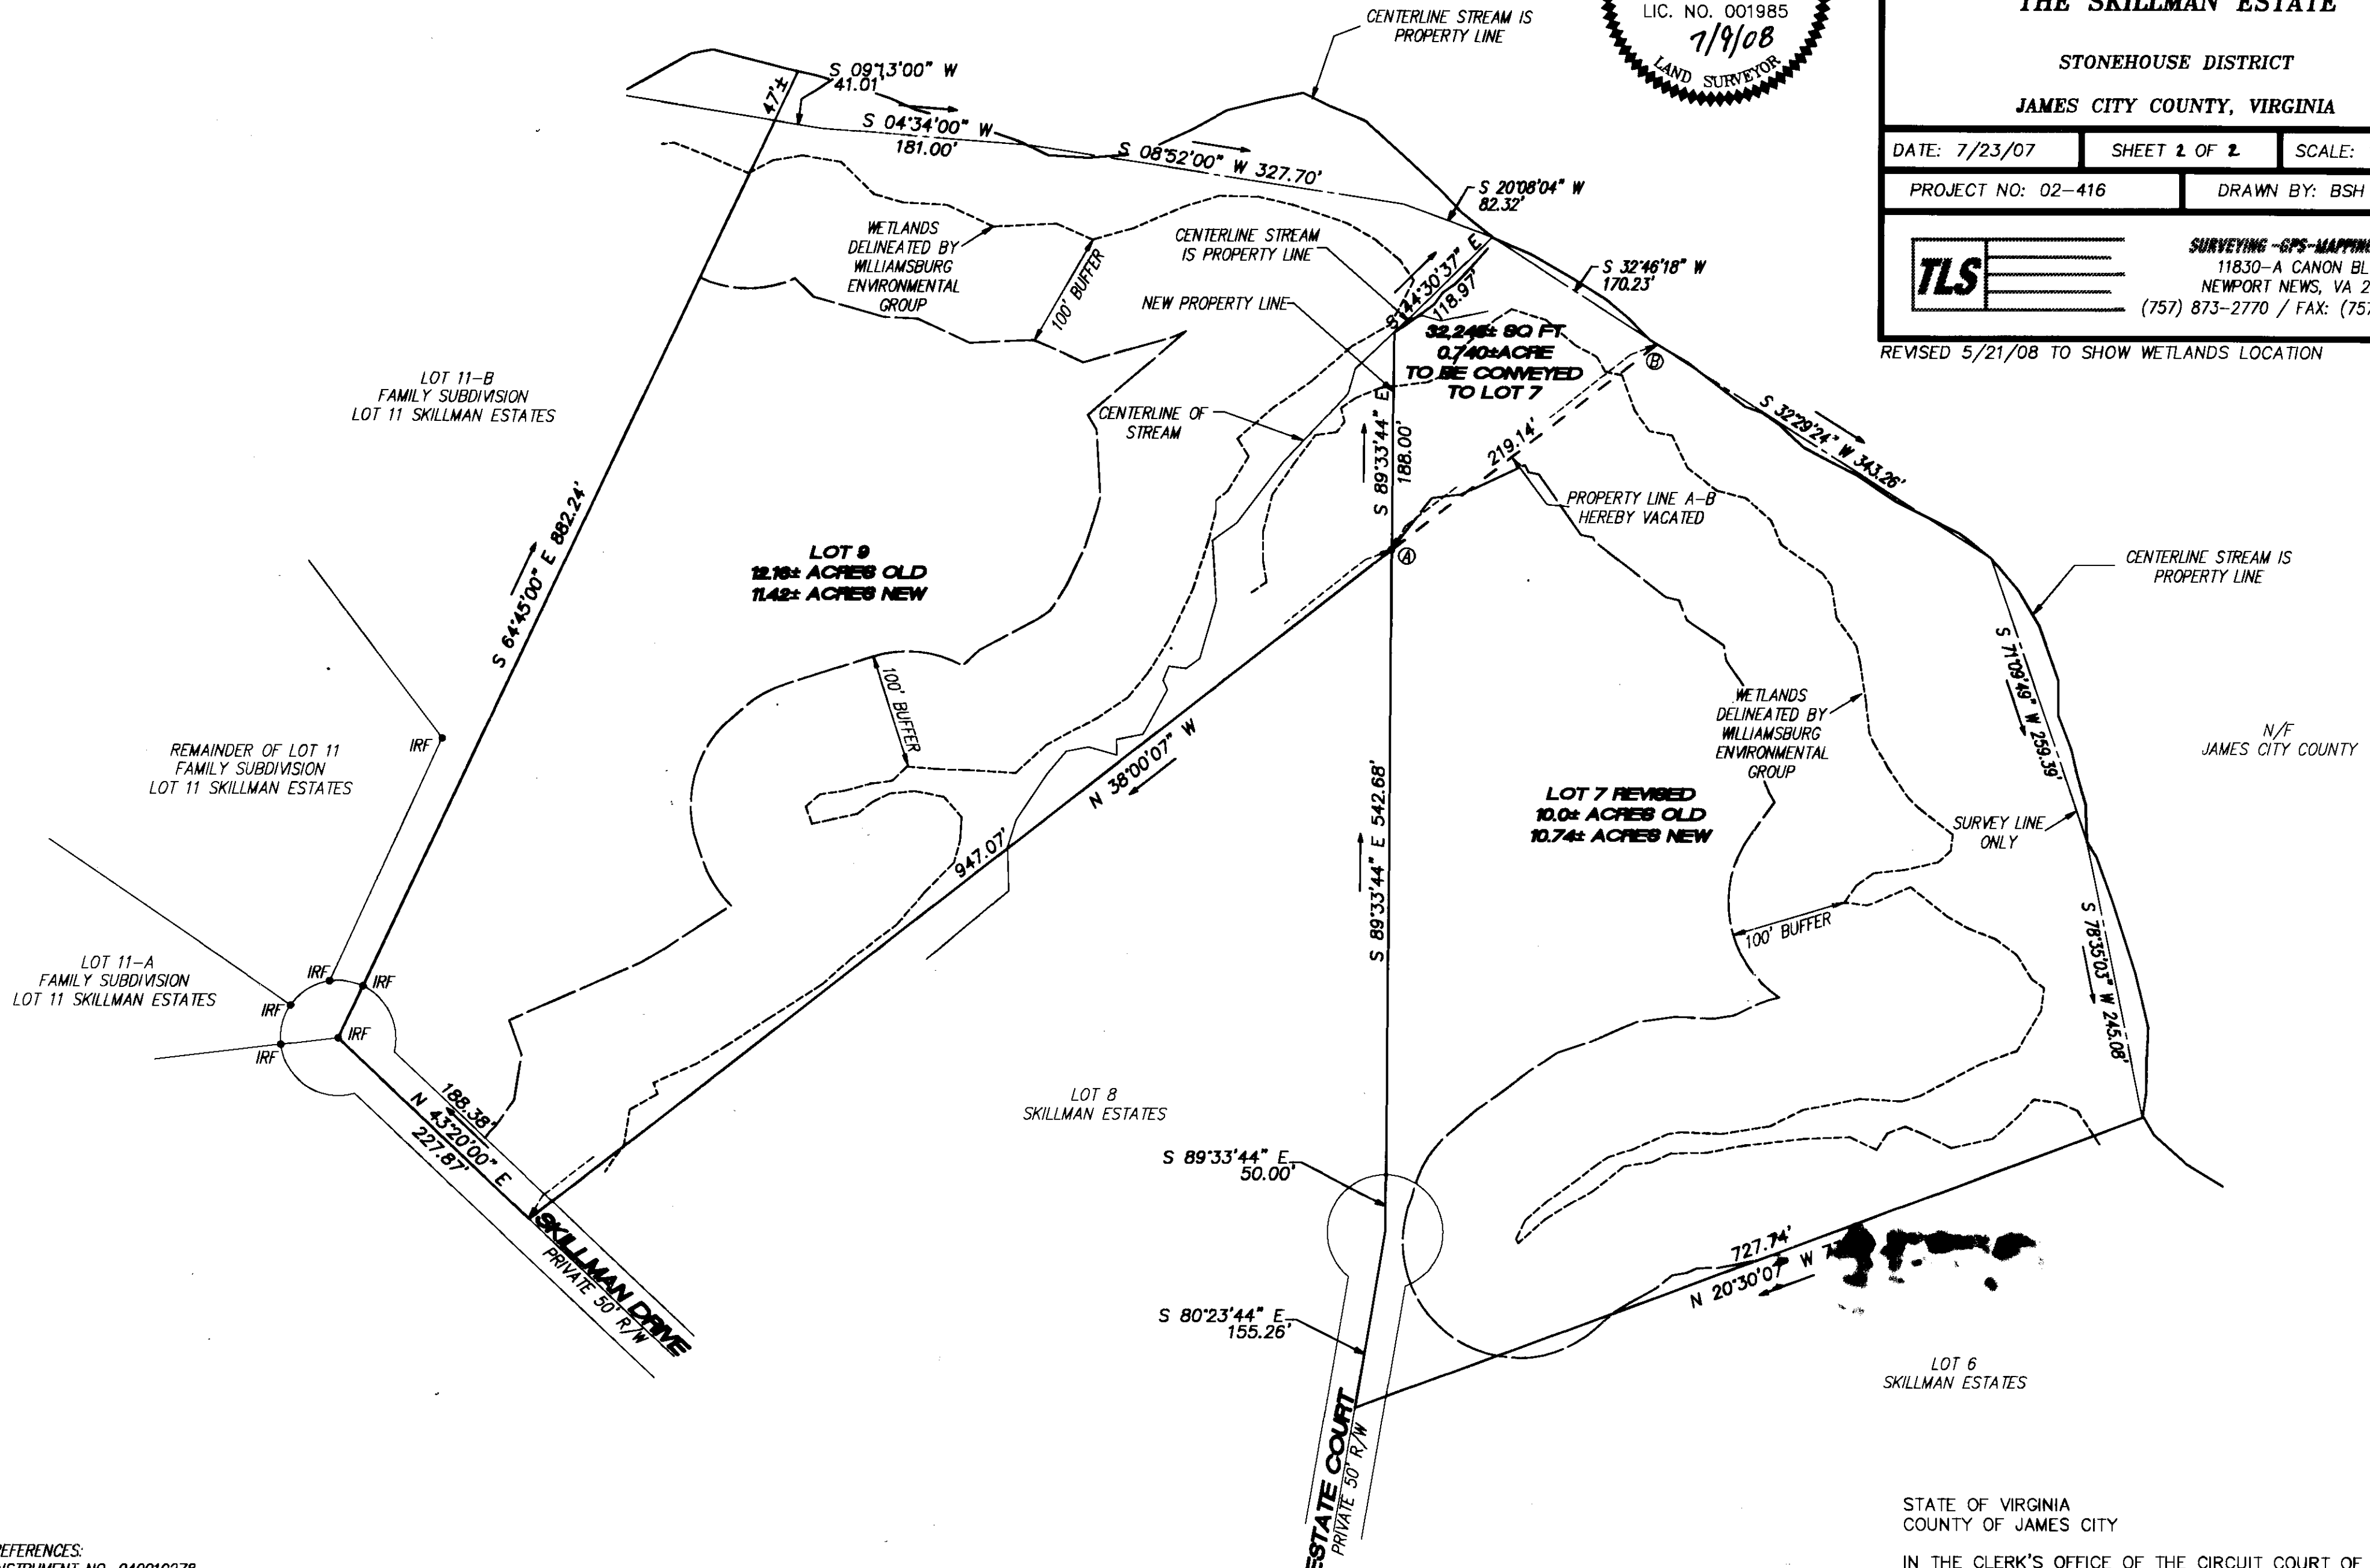 THE SKILLMAN ESTATE
STONEHOUSE DISTRICT
JAMES CITY COUNTY, VIRGINIA
DATE: 7/23/07
SHEET 2 OF 2
SCALE:
PROJECT NO: 02-416
DRAWN BY: BSH
TLS
SURVEYING-GPS-MAPPING
11830-A CANON BL
NEWPORT NEWS, VA 2
(757) 873-2770 / FAX: (757
REVISED 5/21/08 TO SHOW WETLANDS LOCATION
LIC. NO. 001985
7/9/08
LAND SURVEYOR
CENTERLINE STREAM IS
PROPERTY LINE
S 09°13'00" W
41.01'
47'±
S 04°34'00" W
181.00'
S 08°52'00" W 327.70'
S 20°08'04" W
82.32'
S 32°46'18" W
170.23'
WETLANDS
DELINEATED BY
WILLIAMSBURG
ENVIRONMENTAL
GROUP
100' BUFFER
CENTERLINE STREAM
IS PROPERTY LINE
NEW PROPERTY LINE
S 44°30'37" E
118.97'
32,245± SQ FT
0.740±ACRE
TO BE CONVEYED
TO LOT 7
B
S 32°29'24" W 343.26'
LOT 11-B
FAMILY SUBDIVISION
LOT 11 SKILLMAN ESTATES
CENTERLINE OF
STREAM
S 89°33'44" E
188.00'
219.14'
PROPERTY LINE A-B
HEREBY VACATED
A
S 64°45'00" E 882.24'
LOT 9
12.16± ACRES OLD
11.42± ACRES NEW
CENTERLINE STREAM IS
PROPERTY LINE
S 71°09'49" W 259.39'
100' BUFFER
WETLANDS
DELINEATED BY
WILLIAMSBURG
ENVIRONMENTAL
GROUP
N/F
JAMES CITY COUNTY
IRF
REMAINDER OF LOT 11
FAMILY SUBDIVISION
LOT 11 SKILLMAN ESTATES
N 38°00'07" W
947.07'
S 89°33'44" E 542.68'
LOT 7 REVISED
10.0± ACRES OLD
10.74± ACRES NEW
SURVEY LINE
ONLY
100' BUFFER
S 78°35'03" W 245.08'
LOT 11-A
FAMILY SUBDIVISION
LOT 11 SKILLMAN ESTATES
IRF
IRF
IRF
IRF
IRF
188.38'
N 43°20'00" E
227.87'
LOT 8
SKILLMAN ESTATES
S 89°33'44" E
50.00'
SKILLMAN DRIVE
PRIVATE 50' R/W
727.74'
N 20°30'07" W
S 80°23'44" E
155.26'
LOT 6
SKILLMAN ESTATES
ESTATE COURT
PRIVATE 50' R/W
STATE OF VIRGINIA
COUNTY OF JAMES CITY
IN THE CLERK'S OFFICE OF THE CIRCUIT COURT OF
REFERENCES: